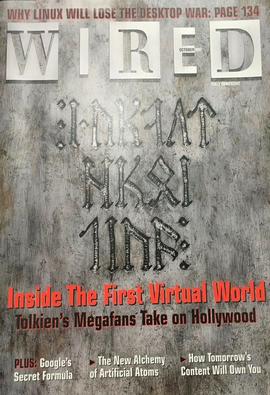 WHY LINUX WILL LOSE THE DESKTOP WAR: PAGE 134
WIRED
OCTOBER
Inside The First Virtual World
Tolkien's Megafans Take on Hollywood
PLUS: Google's
Secret Formula
▸ The New Alchemy
of Artificial Atoms
▸ How Tomorrow's
Content Will Own You